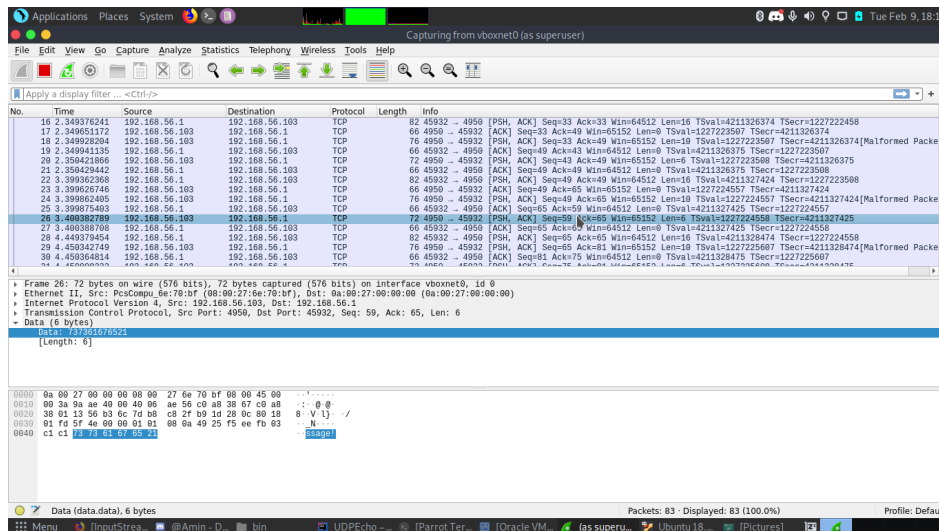 Applications Places System Tue Feb 9, 18:1
Capturing from vboxnet0 (as superuser)
File Edit View Go Capture Analyze Statistics Telephony Wireless Tools Help
Apply a display filter ... <Ctrl-/>
No. Time Source Destination Protocol Length Info
16 2.349376241 192.168.56.1 192.168.56.103 TCP 82 45932 → 4950 [PSH, ACK] Seq=33 Ack=33 Win=64512 Len=16 TSval=4211326374 TSecr=1227222458
17 2.349651172 192.168.56.103 192.168.56.1 TCP 66 4950 → 45932 [ACK] Seq=33 Ack=49 Win=65152 Len=0 TSval=1227223507 TSecr=4211326374
18 2.349928204 192.168.56.103 192.168.56.1 TCP 76 4950 → 45932 [PSH, ACK] Seq=33 Ack=49 Win=65152 Len=10 TSval=1227223507 TSecr=4211326374[Malformed Packe
19 2.349941135 192.168.56.1 192.168.56.103 TCP 66 45932 → 4950 [ACK] Seq=49 Ack=43 Win=64512 Len=0 TSval=4211326375 TSecr=1227223507
20 2.350421866 192.168.56.103 192.168.56.1 TCP 72 4950 → 45932 [PSH, ACK] Seq=43 Ack=49 Win=65152 Len=6 TSval=1227223508 TSecr=4211326375
21 2.350429442 192.168.56.1 192.168.56.103 TCP 66 45932 → 4950 [ACK] Seq=49 Ack=49 Win=64512 Len=0 TSval=4211326375 TSecr=1227223508
22 3.399362368 192.168.56.1 192.168.56.103 TCP 82 45932 → 4950 [PSH, ACK] Seq=49 Ack=49 Win=64512 Len=16 TSval=4211327424 TSecr=1227223508
23 3.399626746 192.168.56.103 192.168.56.1 TCP 66 4950 → 45932 [ACK] Seq=49 Ack=65 Win=65152 Len=0 TSval=1227224557 TSecr=4211327424
24 3.399862405 192.168.56.103 192.168.56.1 TCP 76 4950 → 45932 [PSH, ACK] Seq=49 Ack=65 Win=65152 Len=10 TSval=1227224557 TSecr=4211327424[Malformed Packe
25 3.399875403 192.168.56.1 192.168.56.103 TCP 66 45932 → 4950 [ACK] Seq=65 Ack=59 Win=64512 Len=0 TSval=4211327425 TSecr=1227224557
26 3.400382789 192.168.56.103 192.168.56.1 TCP 72 4950 → 45932 [PSH, ACK] Seq=59 Ack=65 Win=65152 Len=6 TSval=1227224558 TSecr=4211327425
27 3.400388708 192.168.56.1 192.168.56.103 TCP 66 45932 → 4950 [ACK] Seq=65 Ack=65 Win=64512 Len=0 TSval=4211327425 TSecr=1227224558
28 4.449379454 192.168.56.1 192.168.56.103 TCP 82 45932 → 4950 [PSH, ACK] Seq=65 Ack=65 Win=64512 Len=16 TSval=4211328474 TSecr=1227224558
29 4.450342749 192.168.56.103 192.168.56.1 TCP 76 4950 → 45932 [PSH, ACK] Seq=65 Ack=81 Win=65152 Len=10 TSval=1227225607 TSecr=4211328474[Malformed Packe
30 4.450364814 192.168.56.1 192.168.56.103 TCP 66 45932 → 4950 [ACK] Seq=81 Ack=75 Win=64512 Len=0 TSval=4211328475 TSecr=1227225607
Frame 26: 72 bytes on wire (576 bits), 72 bytes captured (576 bits) on interface vboxnet0, id 0
Ethernet II, Src: PcsCompu_6e:70:bf (08:00:27:6e:70:bf), Dst: 0a:00:27:00:00:00 (0a:00:27:00:00:00)
Internet Protocol Version 4, Src: 192.168.56.103, Dst: 192.168.56.1
Transmission Control Protocol, Src Port: 4950, Dst Port: 45932, Seq: 59, Ack: 65, Len: 6
Data (6 bytes)
Data: 737361676521
[Length: 6]
0000 0a 00 27 00 00 00 08 00 27 6e 70 bf 08 00 45 00 ··'·····
0010 00 3a 9a ae 40 00 40 06 ae 56 c0 a8 38 67 c0 a8 ·:··@·@·
0020 38 01 13 56 b3 6c 7d b8 c8 2f b9 1d 28 0c 80 18 8··V·l}· ·/
0030 01 fd 5f 4e 00 00 01 01 08 0a 49 25 f5 ee fb 03 ··_N····
0040 c1 c1 73 73 61 67 65 21 ··ssage!
Data (data.data), 6 bytes Packets: 83 · Displayed: 83 (100.0%) Profile: Defau
Menu [InputStrea... @Amin - D... bin UDPEcho – ... [Parrot Ter... [Oracle VM... (as superu... Ubuntu 18.... [Pictures]